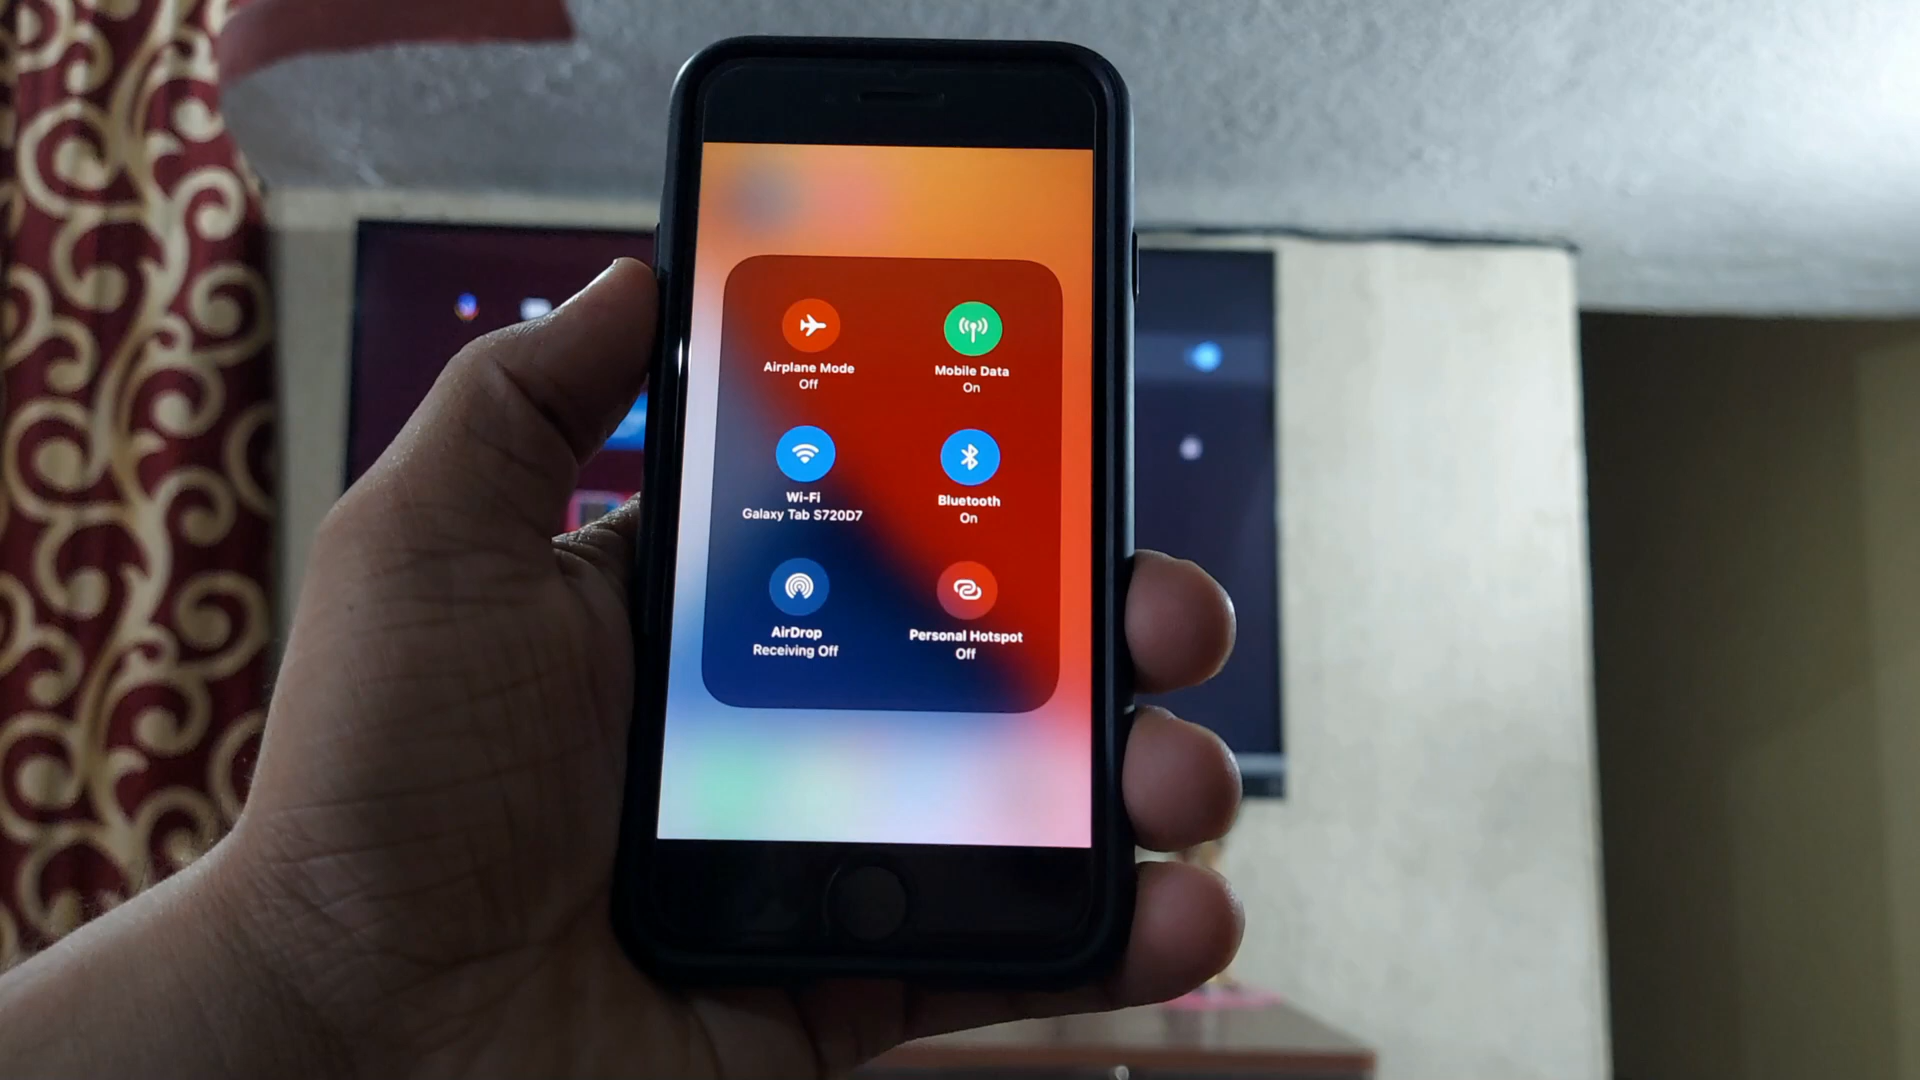 Airplane Mode
Off
Mobile Data
On
Wi-Fi
Galaxy Tab S720D7
Bluetooth
On
AirDrop
Receiving Off
Personal Hotspot
Off